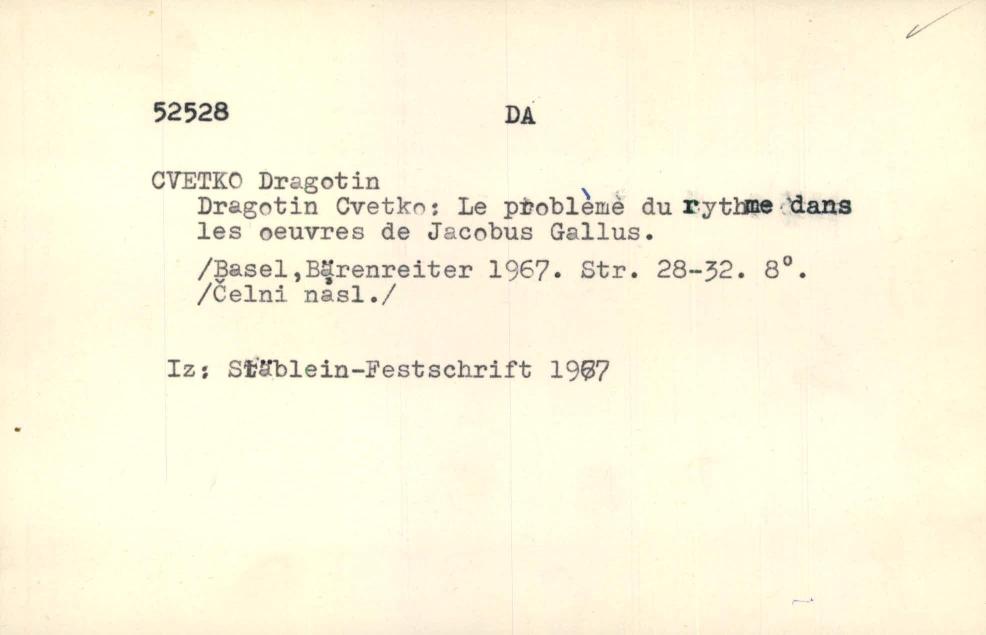 52528 DA
CVETKO Dragotin
Dragotin Cvetko: Le problème du rythme dans
les oeuvres de Jacobus Gallus.
/Basel,Bärenreiter 1967. Str. 28-32. 8°.
/Čelni nasl./
Iz: Stäblein-Festschrift 1967